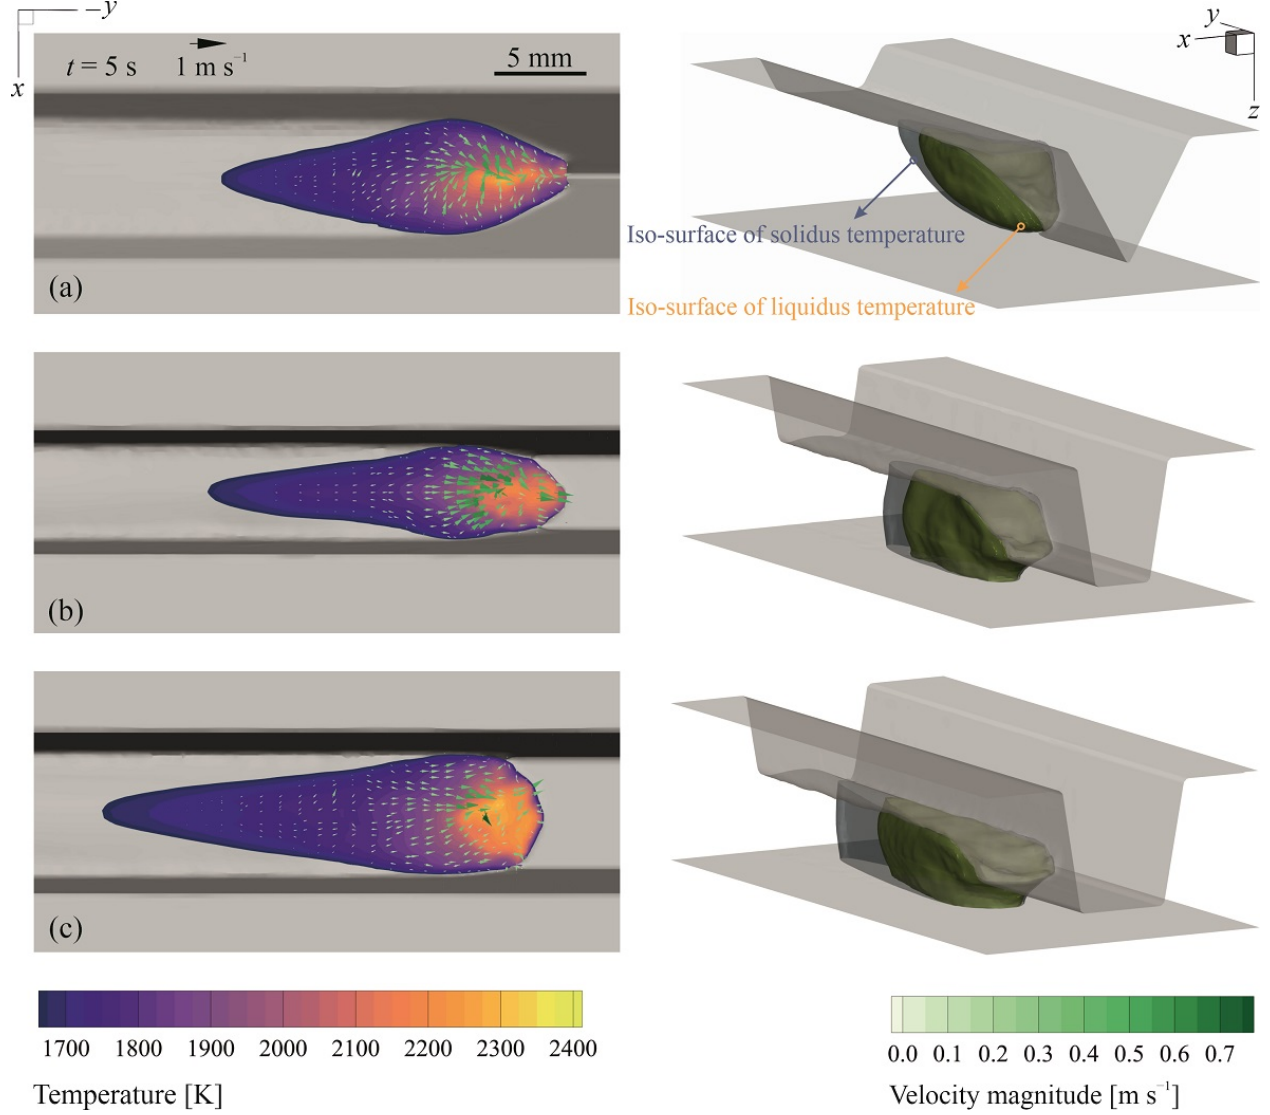 −y
x
t = 5 s
1 m s⁻¹
5 mm
(a)
y
x
z
Iso-surface of solidus temperature
Iso-surface of liquidus temperature
(b)
(c)
1700 1800 1900 2000 2100 2200 2300 2400
Temperature [K]
0.0 0.1 0.2 0.3 0.4 0.5 0.6 0.7
Velocity magnitude [m s⁻¹]